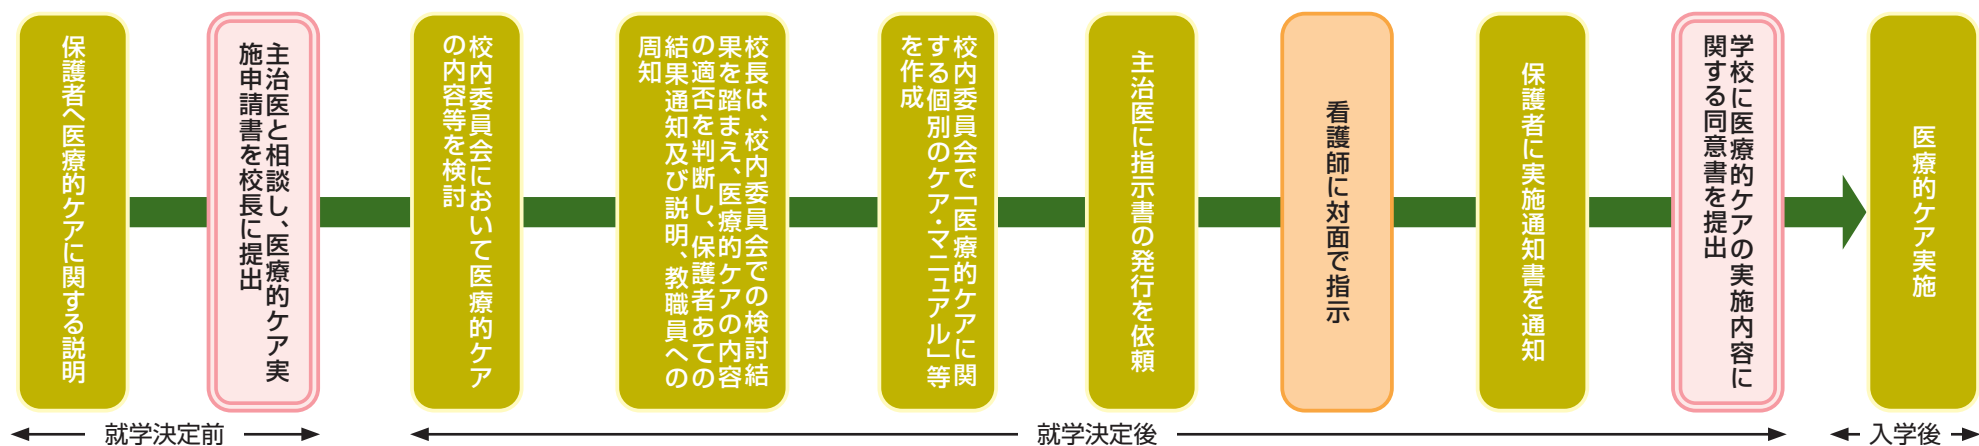 保護者へ医療的ケアに関する説明
主治医と相談し、医療的ケア実
施申請書を校長に提出
校内委員会において医療的ケア
の内容等を検討
校長は、校内委員会での検討結
果を踏まえ、医療的ケアの内容
の適否を判断し、保護者あての
結果通知及び説明、教職員への
周知
校内委員会で「医療的ケアに関
する個別のケア・マニュアル」等
を作成
主治医に指示書の発行を依頼
看護師に対面で指示
保護者に実施通知書を通知
学校に医療的ケアの実施内容に
関する同意書を提出
医療的ケア実施
就学決定前
就学決定後
入学後